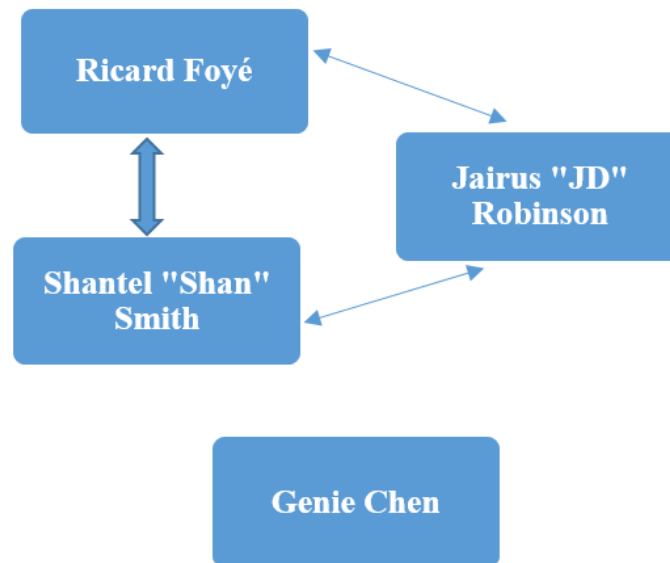 Ricard Foyé
Jairus "JD"
Robinson
Shantel "Shan"
Smith
Genie Chen